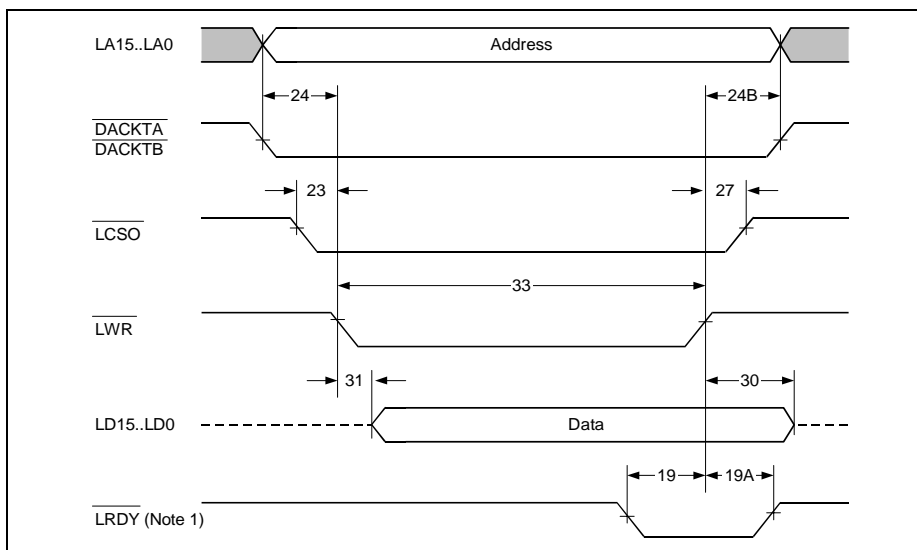 LA15..LA0
Address
24
24B
DACKTA
DACKTB
23
27
LCSO
33
LWR
31
30
LD15..LD0
Data
19
19A
LRDY (Note 1)